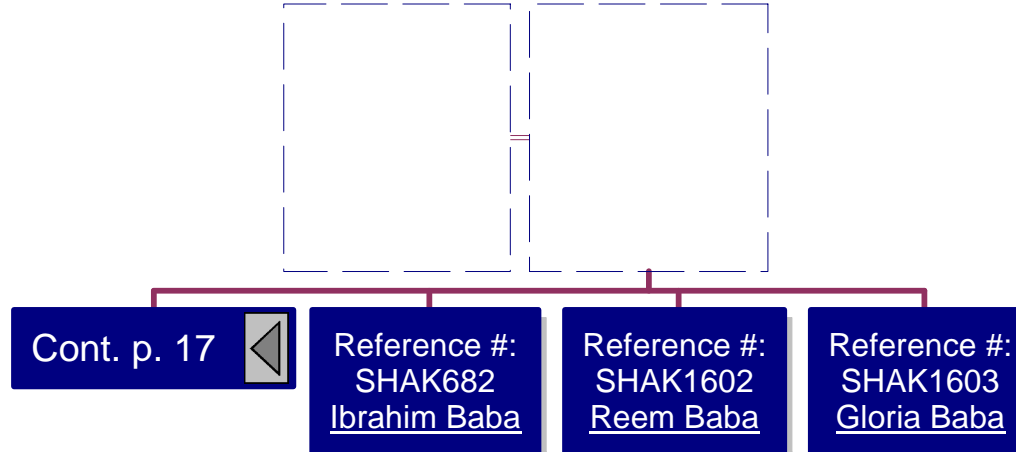 Cont. p. 17
Reference #:
SHAK682
Ibrahim Baba
Reference #:
SHAK1602
Reem Baba
Reference #:
SHAK1603
Gloria Baba